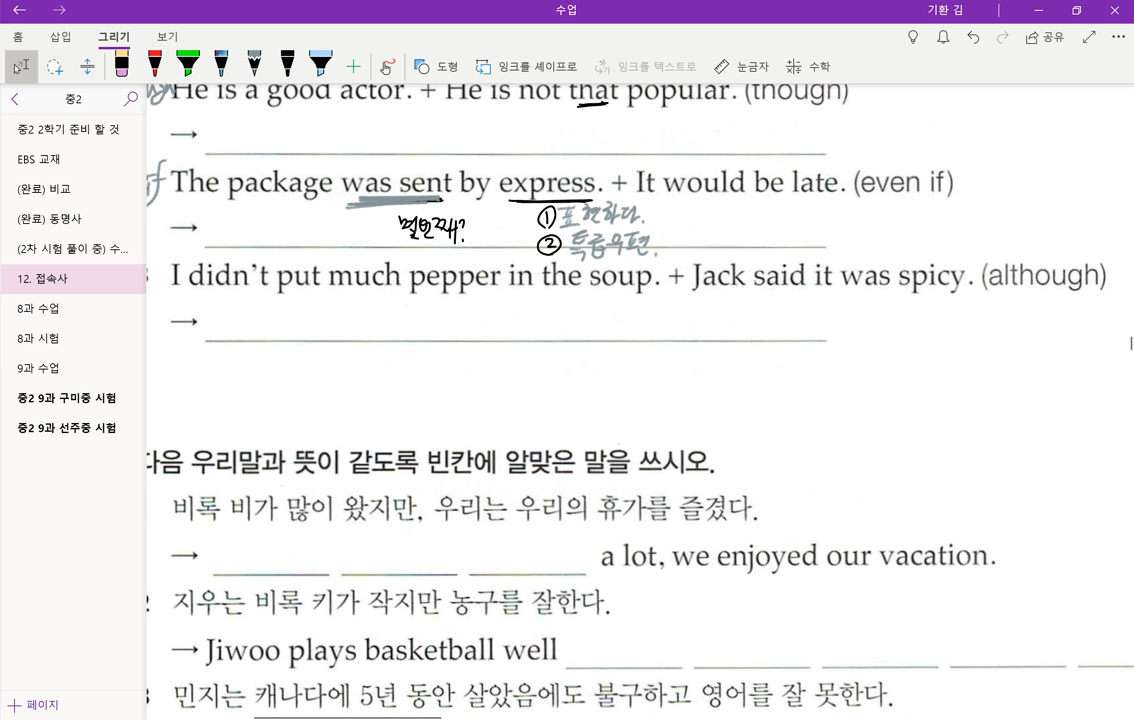 수업
기환 김
홈 삽입 그리기 보기
공유
도형 잉크를 셰이프로 잉크를 텍스트로 눈금자 수학
중2
중2 2학기 준비 할 것
EBS 교재
(완료) 비교
(완료) 동명사
(2차 시험 풀이 중) 수...
12. 접속사
8과 수업
8과 시험
9과 수업
중2 9과 구미중 시험
중2 9과 선주중 시험
페이지
He is a good actor. + He is not that popular. (though)
→
The package was sent by express. + It would be late. (even if)
① 표현하다.
→ 몇번째?
② 특급우편.
I didn't put much pepper in the soup. + Jack said it was spicy. (although)
→
다음 우리말과 뜻이 같도록 빈칸에 알맞은 말을 쓰시오.
비록 비가 많이 왔지만, 우리는 우리의 휴가를 즐겼다.
→ a lot, we enjoyed our vacation.
2 지우는 비록 키가 작지만 농구를 잘한다.
→ Jiwoo plays basketball well
3 민지는 캐나다에 5년 동안 살았음에도 불구하고 영어를 잘 못한다.